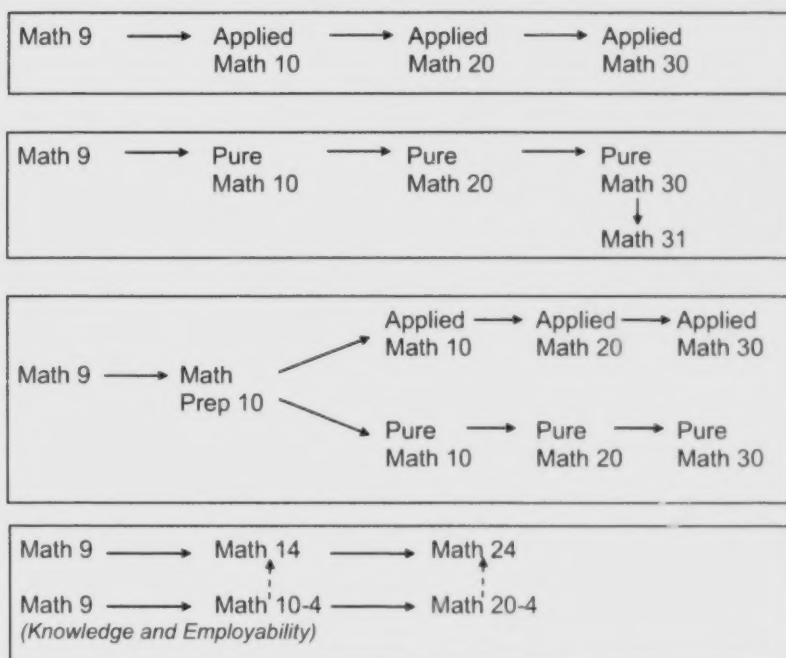 Math 9 Applied Applied Applied
Math 10 Math 20 Math 30
Math 9 Pure Pure Pure
Math 10 Math 20 Math 30
Math 31
Applied Applied Applied
Math 10 Math 20 Math 30
Math 9 Math
Prep 10
Pure Pure Pure
Math 10 Math 20 Math 30
Math 9 Math 14 Math 24
Math 9 Math 10-4 Math 20-4
(Knowledge and Employability)